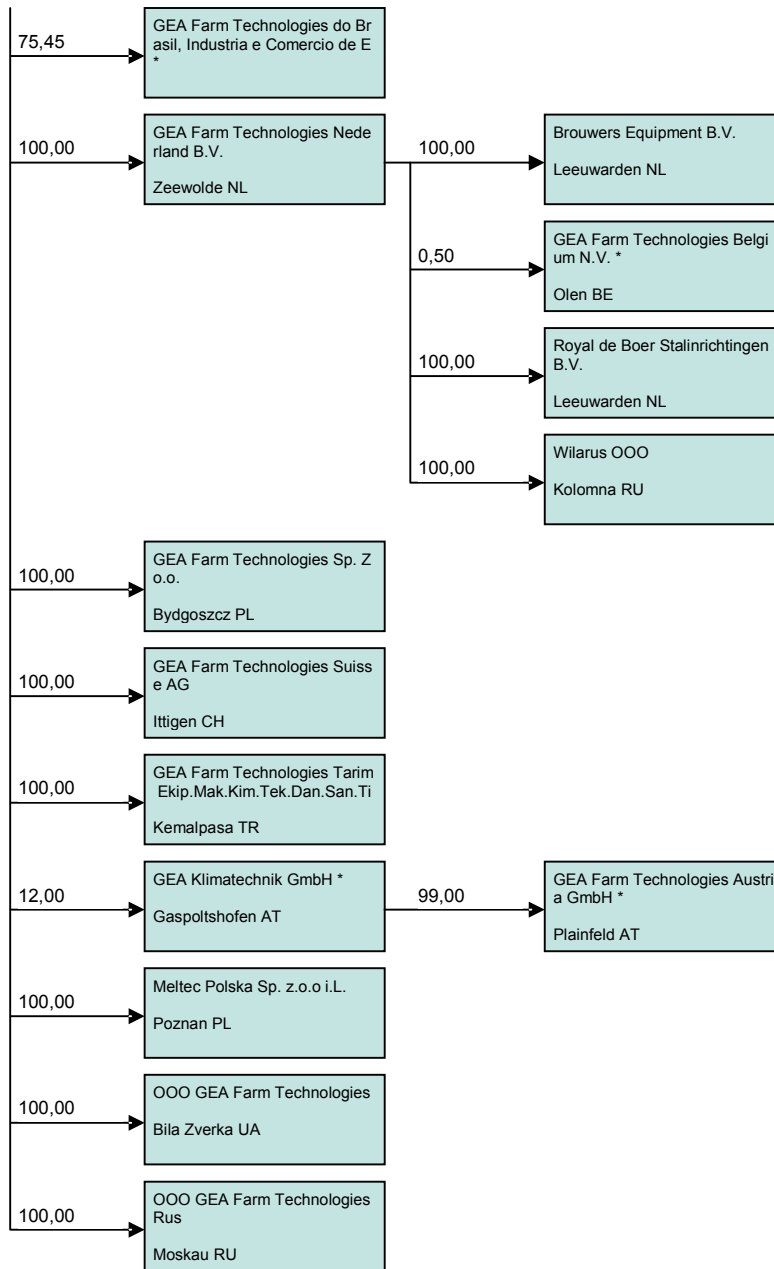 75,45
GEA Farm Technologies do Br
asil, Industria e Comercio de E
*
100,00
GEA Farm Technologies Nede
rland B.V.
Zeewolde NL
100,00
Brouwers Equipment B.V.
Leeuwarden NL
0,50
GEA Farm Technologies Belgi
um N.V. *
Olen BE
100,00
Royal de Boer Stalinrichtingen
B.V.
Leeuwarden NL
100,00
Wilarus OOO
Kolomna RU
100,00
GEA Farm Technologies Sp. Z
o.o.
Bydgoszcz PL
100,00
GEA Farm Technologies Suiss
e AG
Ittigen CH
100,00
GEA Farm Technologies Tarim
Ekip.Mak.Kim.Tek.Dan.San.Ti
Kemalpasa TR
12,00
GEA Klimatechnik GmbH *
Gaspoltshofen AT
99,00
GEA Farm Technologies Austri
a GmbH *
Plainfeld AT
100,00
Meltec Polska Sp. z.o.o i.L.
Poznan PL
100,00
OOO GEA Farm Technologies
Bila Zverka UA
100,00
OOO GEA Farm Technologies
Rus
Moskau RU